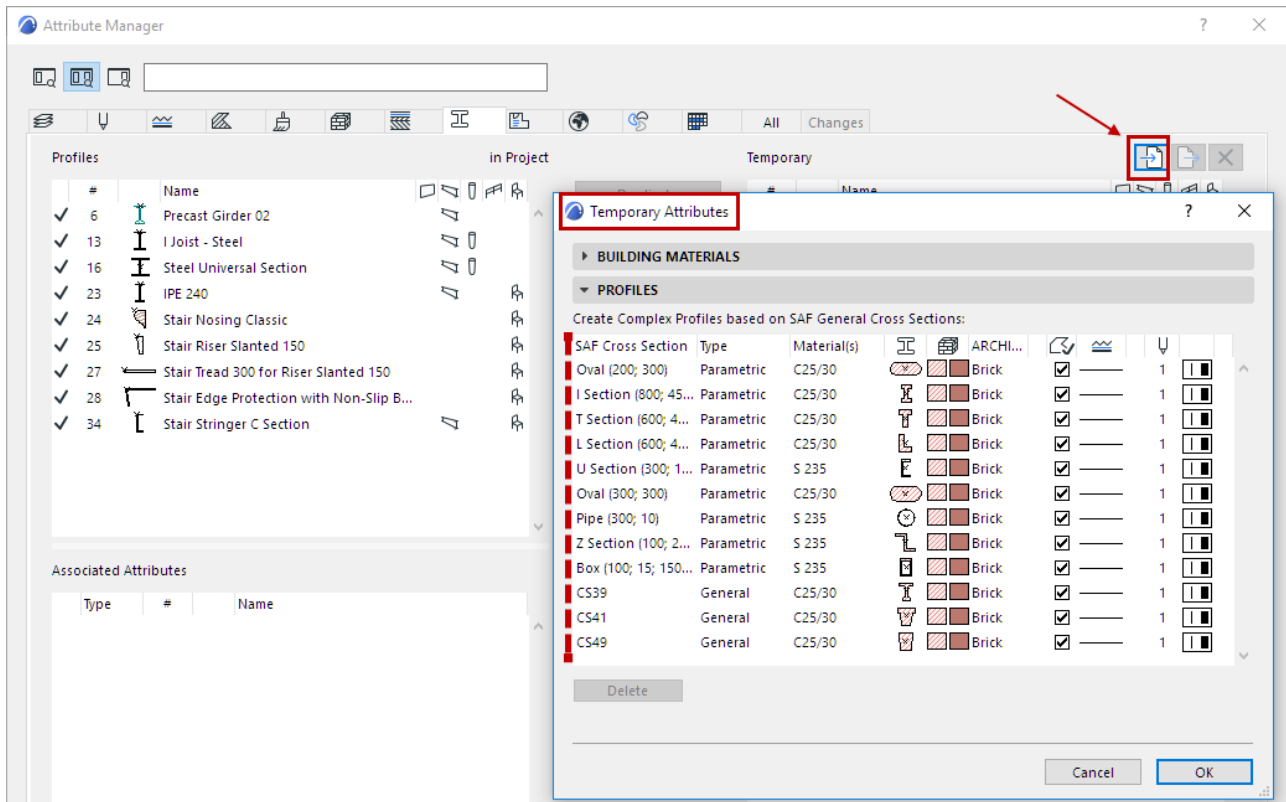 Attribute Manager
?
All
Changes
Profiles
in Project
Temporary
# Name
6 Precast Girder 02
13 I Joist - Steel
16 Steel Universal Section
23 IPE 240
24 Stair Nosing Classic
25 Stair Riser Slanted 150
27 Stair Tread 300 for Riser Slanted 150
28 Stair Edge Protection with Non-Slip B...
34 Stair Stringer C Section
Associated Attributes
Type # Name
Temporary Attributes ?
BUILDING MATERIALS
PROFILES
Create Complex Profiles based on SAF General Cross Sections:
SAF Cross Section Type Material(s) ARCHI...
Oval (200; 300) Parametric C25/30 Brick 1
I Section (800; 45... Parametric C25/30 Brick 1
T Section (600; 4... Parametric C25/30 Brick 1
L Section (600; 4... Parametric C25/30 Brick 1
U Section (300; 1... Parametric S 235 Brick 1
Oval (300; 300) Parametric C25/30 Brick 1
Pipe (300; 10) Parametric S 235 Brick 1
Z Section (100; 2... Parametric S 235 Brick 1
Box (100; 15; 150... Parametric S 235 Brick 1
CS39 General C25/30 Brick 1
CS41 General C25/30 Brick 1
CS49 General C25/30 Brick 1
Delete
Cancel
OK